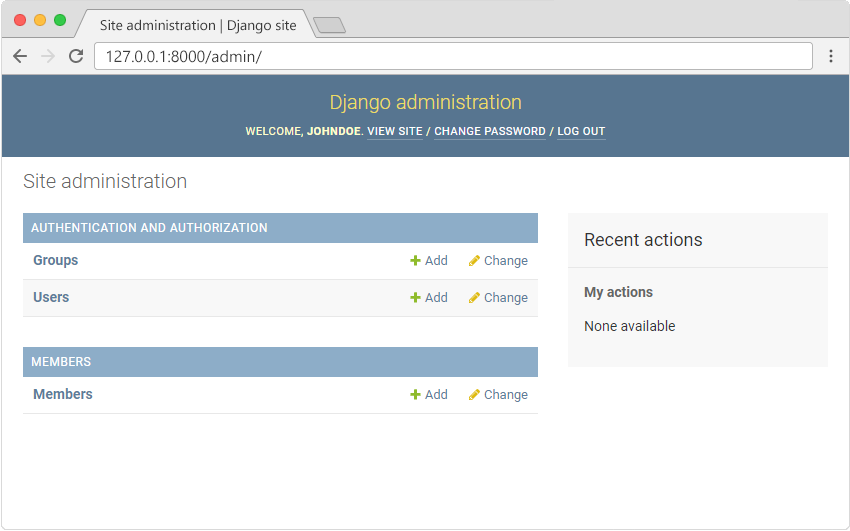 Site administration | Django site
127.0.0.1:8000/admin/
Django administration
WELCOME, JOHNDOE. VIEW SITE / CHANGE PASSWORD / LOG OUT
Site administration
AUTHENTICATION AND AUTHORIZATION
Groups Add Change
Users Add Change
MEMBERS
Members Add Change
Recent actions
My actions
None available